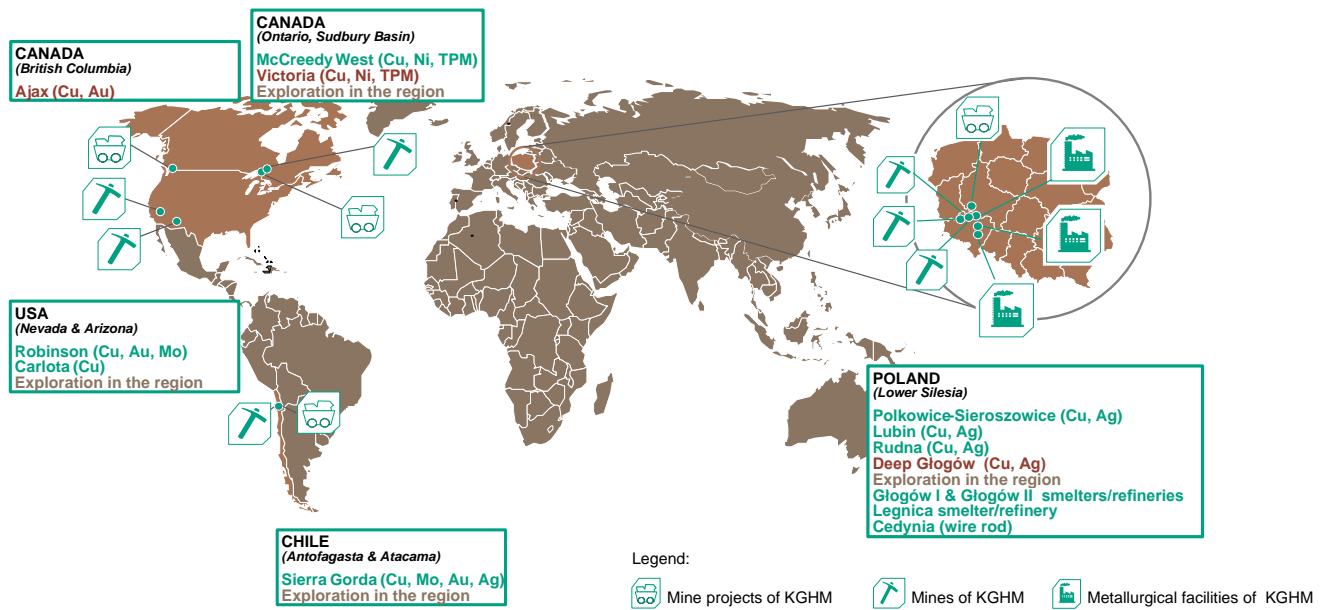 CANADA
(British Columbia)
Ajax (Cu, Au)
CANADA
(Ontario, Sudbury Basin)
McCreedy West (Cu, Ni, TPM)
Victoria (Cu, Ni, TPM)
Exploration in the region
USA
(Nevada & Arizona)
Robinson (Cu, Au, Mo)
Carlota (Cu)
Exploration in the region
POLAND
(Lower Silesia)
Polkowice-Sieroszowice (Cu, Ag)
Lubin (Cu, Ag)
Rudna (Cu, Ag)
Deep Głogów (Cu, Ag)
Exploration in the region
Głogów I & Głogów II smelters/refineries
Legnica smelter/refinery
Cedynia (wire rod)
CHILE
(Antofagasta & Atacama)
Sierra Gorda (Cu, Mo, Au, Ag)
Exploration in the region
Legend:
Mine projects of KGHM
Mines of KGHM
Metallurgical facilities of KGHM